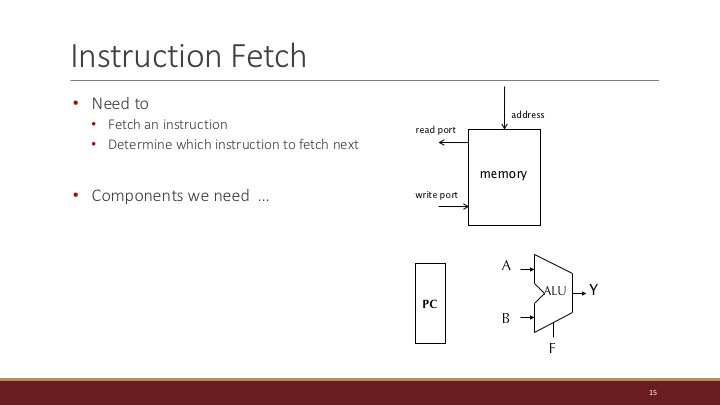 Instruction Fetch
• Need to
• Fetch an instruction
• Determine which instruction to fetch next
• Components we need …
address
read port
memory
write port
PC
A
ALU
Y
B
F
15